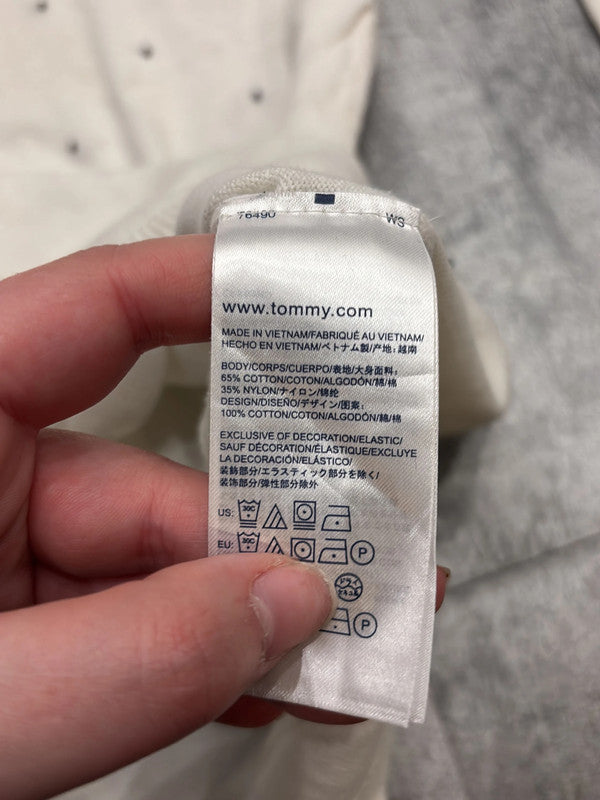 76490 W3
www.tommy.com
MADE IN VIETNAM/FABRIQUÉ AU VIETNAM/
HECHO EN VIETNAM/ベトナム製/产地:越南
BODY/CORPS/CUERPO/表地/大身面料:
65% COTTON/COTON/ALGODÓN/綿/棉
35% NYLON/ナイロン/锦纶
DESIGN/DISEÑO/デザイン/图案:
100% COTTON/COTON/ALGODÓN/綿/棉
EXCLUSIVE OF DECORATION/ELASTIC/
SAUF DÉCORATION/ÉLASTIQUE/EXCLUYE
LA DECORACIÓN/ELÁSTICO/
装飾部分/エラスティック部分を除く/
装饰部分/弹性部分除外
US: 30C
EU: 30C P
ドライ
P